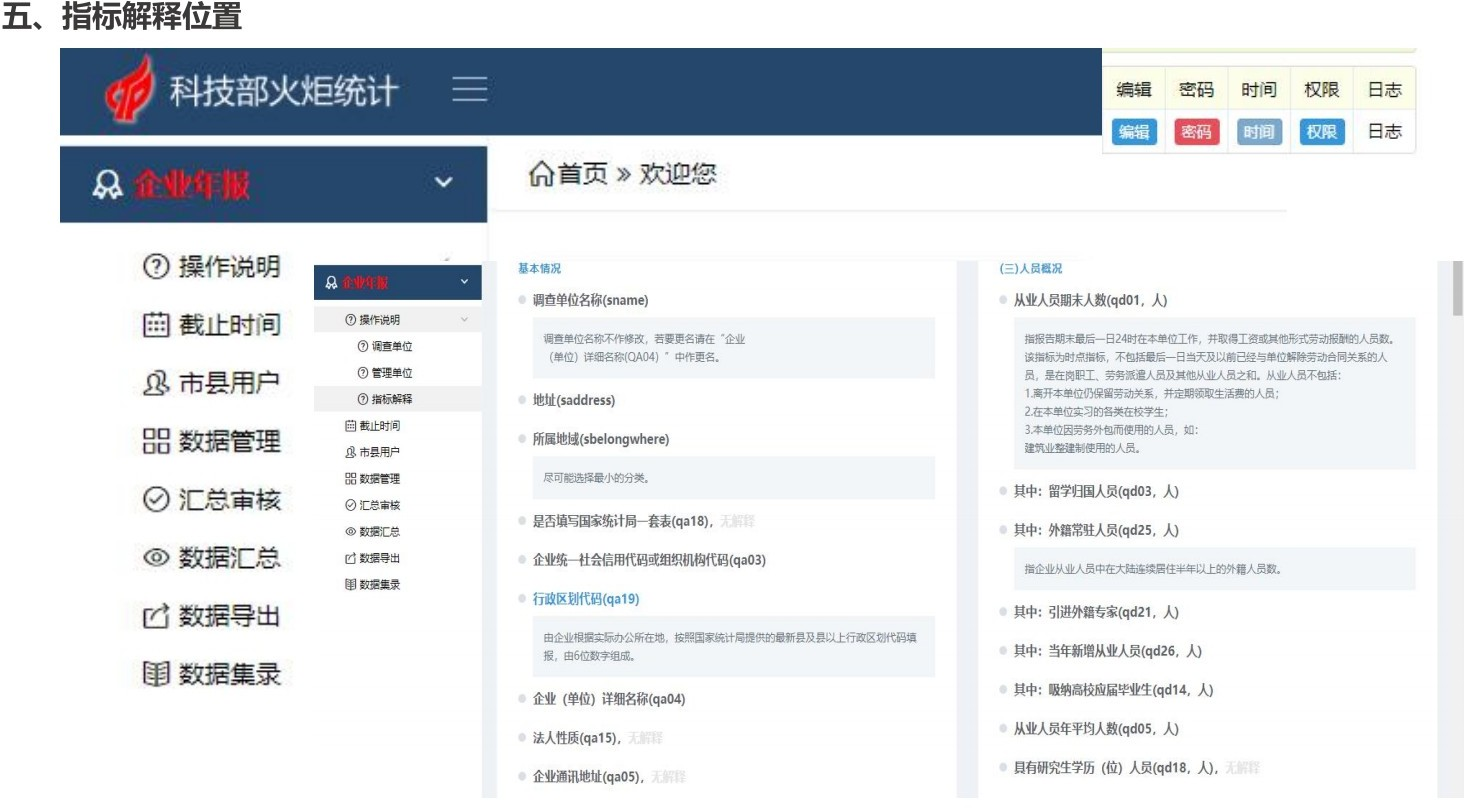 五、指标解释位置
科技部火炬统计
编辑 密码 时间 权限 日志
编辑 密码 时间 权限 日志
企业年报
首页 » 欢迎您
操作说明
截止时间
市县用户
数据管理
汇总审核
数据汇总
数据导出
数据集录
企业年报
操作说明
调查单位
管理单位
指标解释
截止时间
市县用户
数据管理
汇总审核
数据汇总
数据导出
数据集录
基本情况
调查单位名称(sname)
调查单位名称不作修改，若要更名请在“企业
（单位）详细名称(QA04) ”中作更名。
地址(saddress)
所属地域(sbelongwhere)
尽可能选择最小的分类。
是否填写国家统计局一套表(qa18)，无解释
企业统一社会信用代码或组织机构代码(qa03)
行政区划代码(qa19)
由企业根据实际办公所在地，按照国家统计局提供的最新县及县以上行政区划代码填
报，由6位数字组成。
企业（单位）详细名称(qa04)
法人性质(qa15)，无解释
企业通讯地址(qa05)，无解释
(三)人员概况
从业人员期末人数(qd01，人)
指报告期末最后一日24时在本单位工作，并取得工资或其他形式劳动报酬的人员数。
该指标为时点指标，不包括最后一日当天及以前已经与单位解除劳动合同关系的人
员，是在岗职工、劳务派遣人员及其他从业人员之和。从业人员不包括：
1.离开本单位仍保留劳动关系，并定期领取生活费的人员；
2.在本单位实习的各类在校学生；
3.本单位因劳务外包而使用的人员，如：
建筑业整建制使用的人员。
其中：留学归国人员(qd03，人)
其中：外籍常驻人员(qd25，人)
指企业从业人员中在大陆连续居住半年以上的外籍人员数。
其中：引进外籍专家(qd21，人)
其中：当年新增从业人员(qd26，人)
其中：吸纳高校应届毕业生(qd14，人)
从业人员年平均人数(qd05，人)
具有研究生学历（位）人员(qd18，人)，无解释